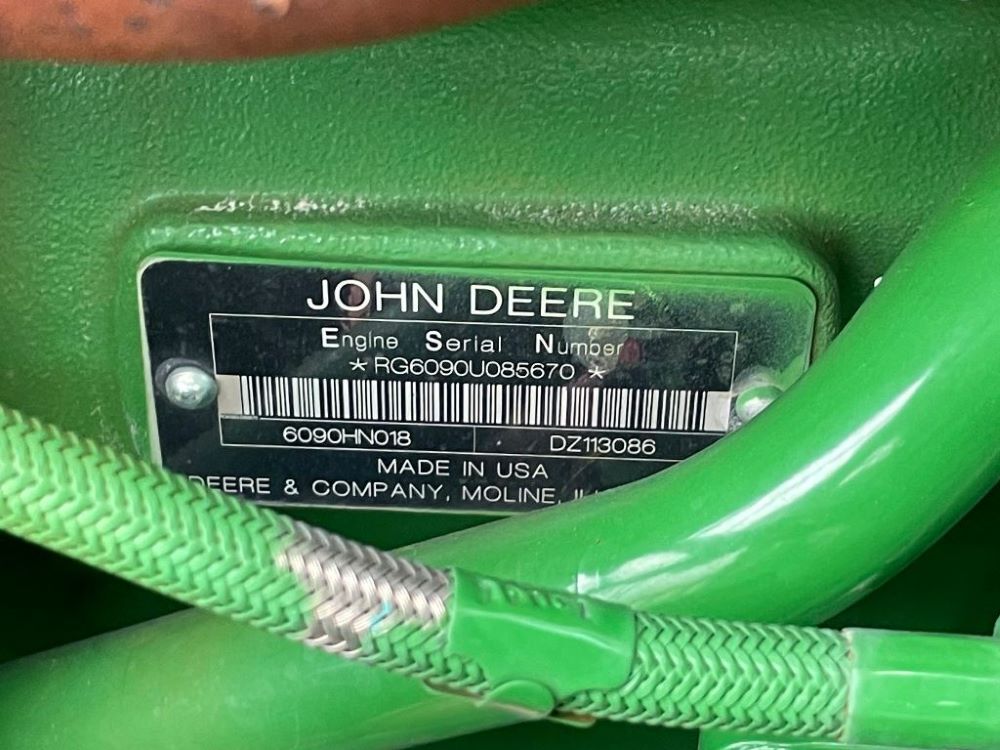 JOHN DEERE
Engine Serial Number
*RG6090U085670*
6090HN018 DZ113086
MADE IN USA
DEERE & COMPANY, MOLINE,